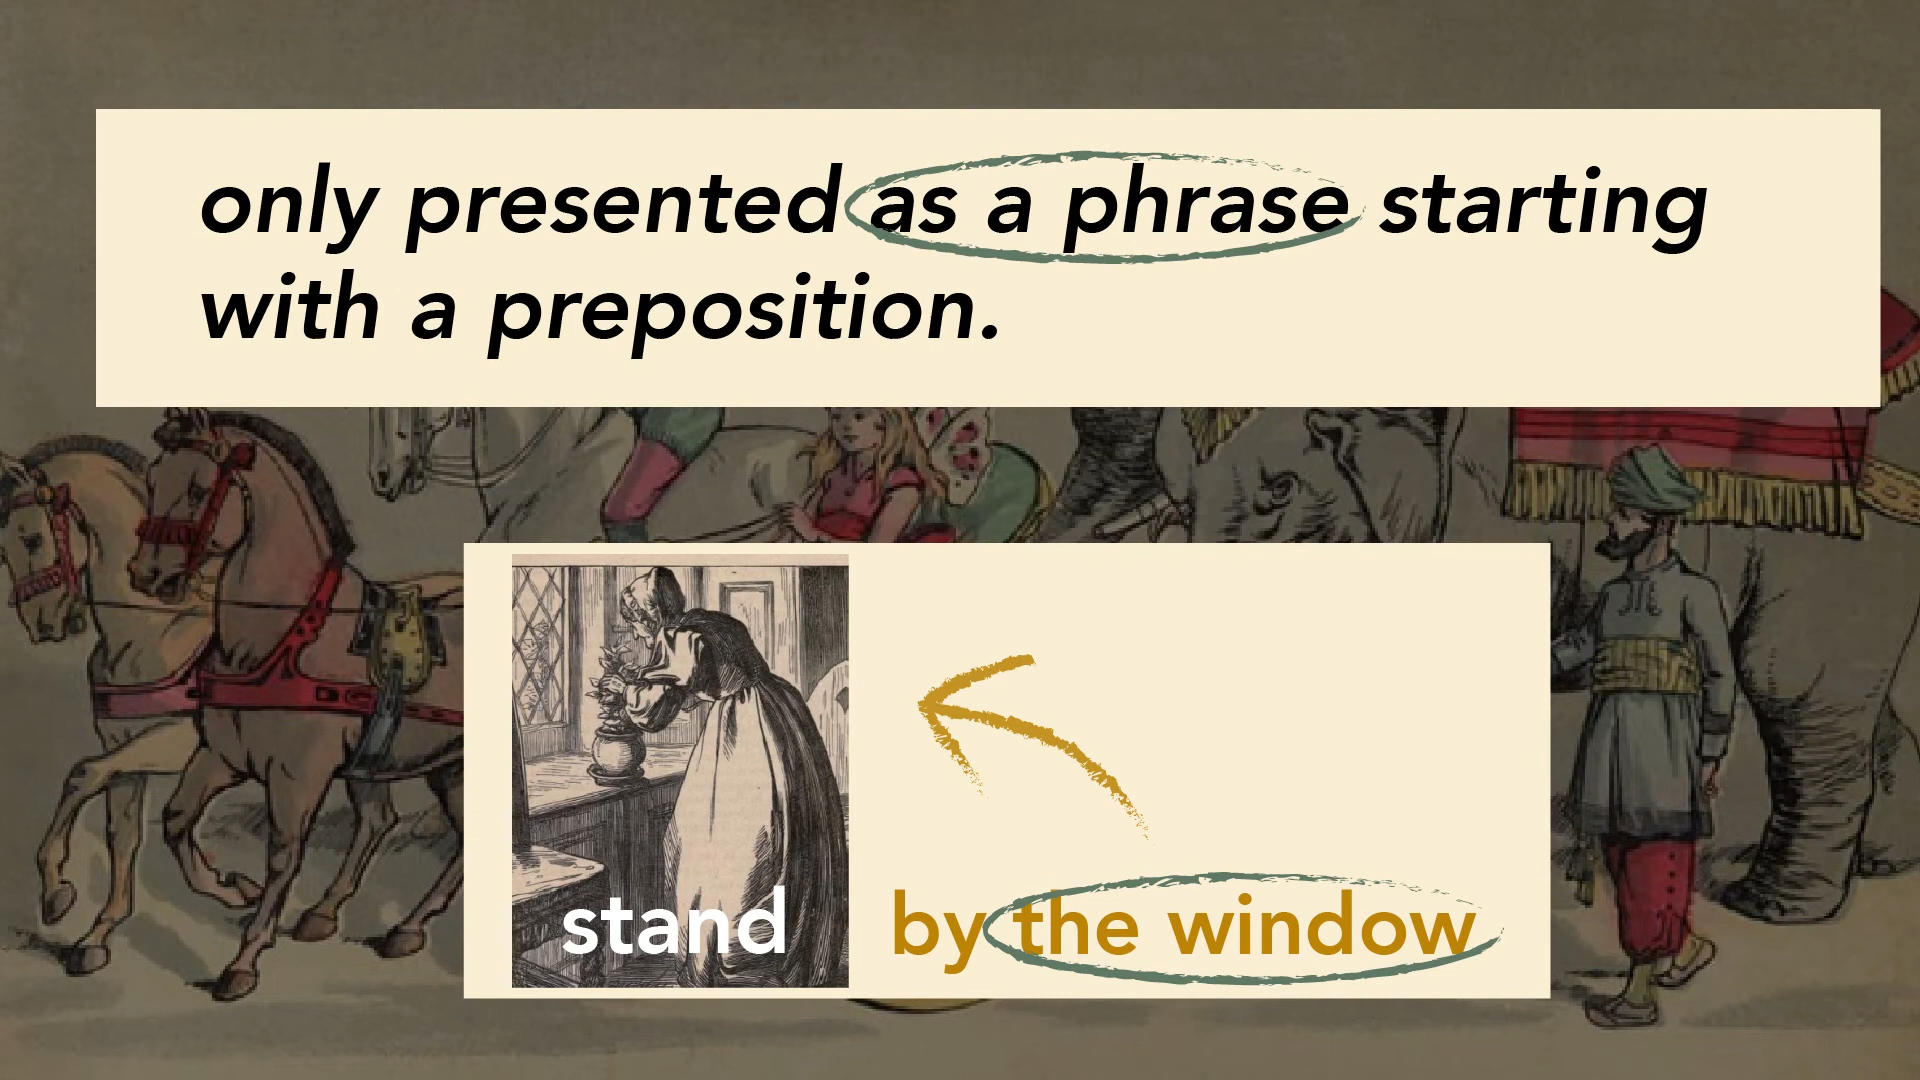 only presented as a phrase starting
with a preposition.
stand by the window